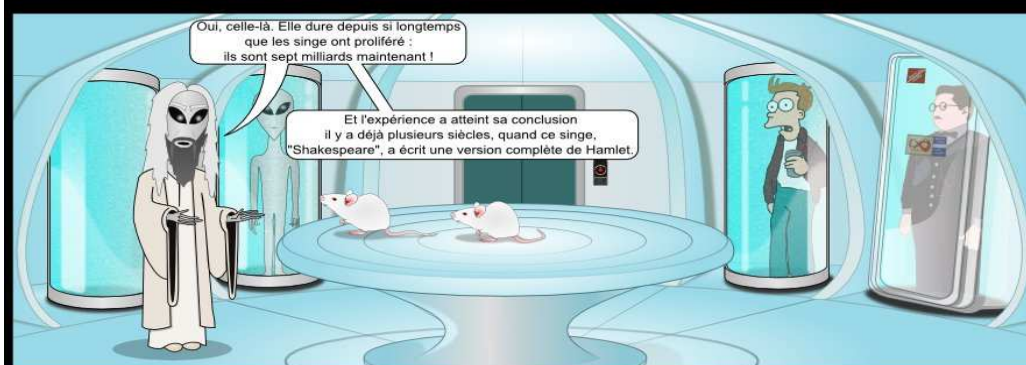 Oui, celle-là. Elle dure depuis si longtemps
que les singe ont proliféré :
ils sont sept milliards maintenant !
Et l'expérience a atteint sa conclusion
il y a déjà plusieurs siècles, quand ce singe,
"Shakespeare", a écrit une version complète de Hamlet.